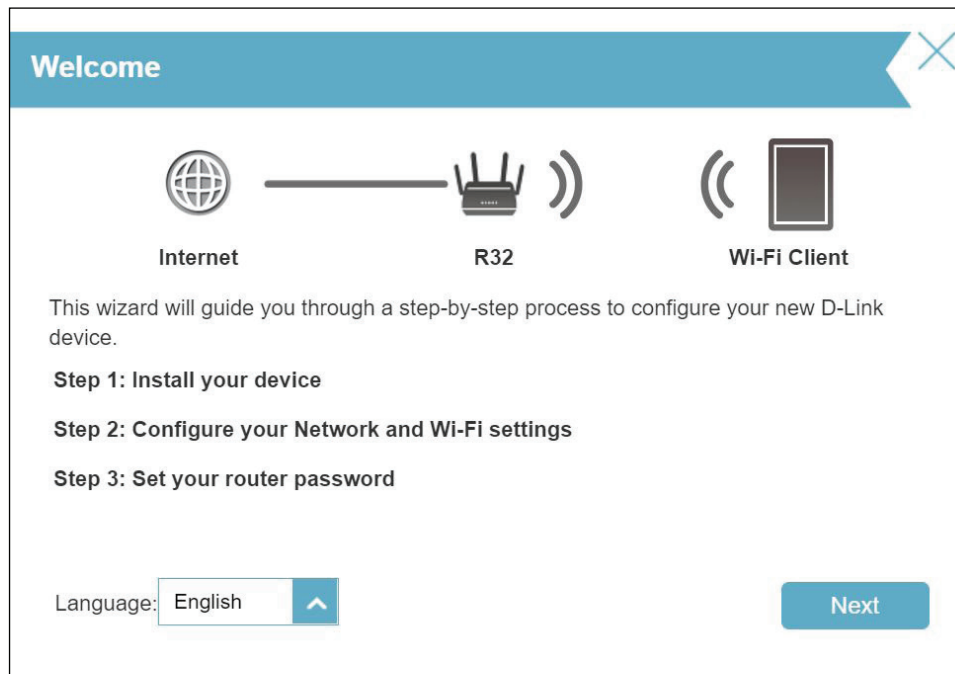 Welcome
Internet
R32
Wi-Fi Client
This wizard will guide you through a step-by-step process to configure your new D-Link
device.
Step 1: Install your device
Step 2: Configure your Network and Wi-Fi settings
Step 3: Set your router password
Language: English
Next